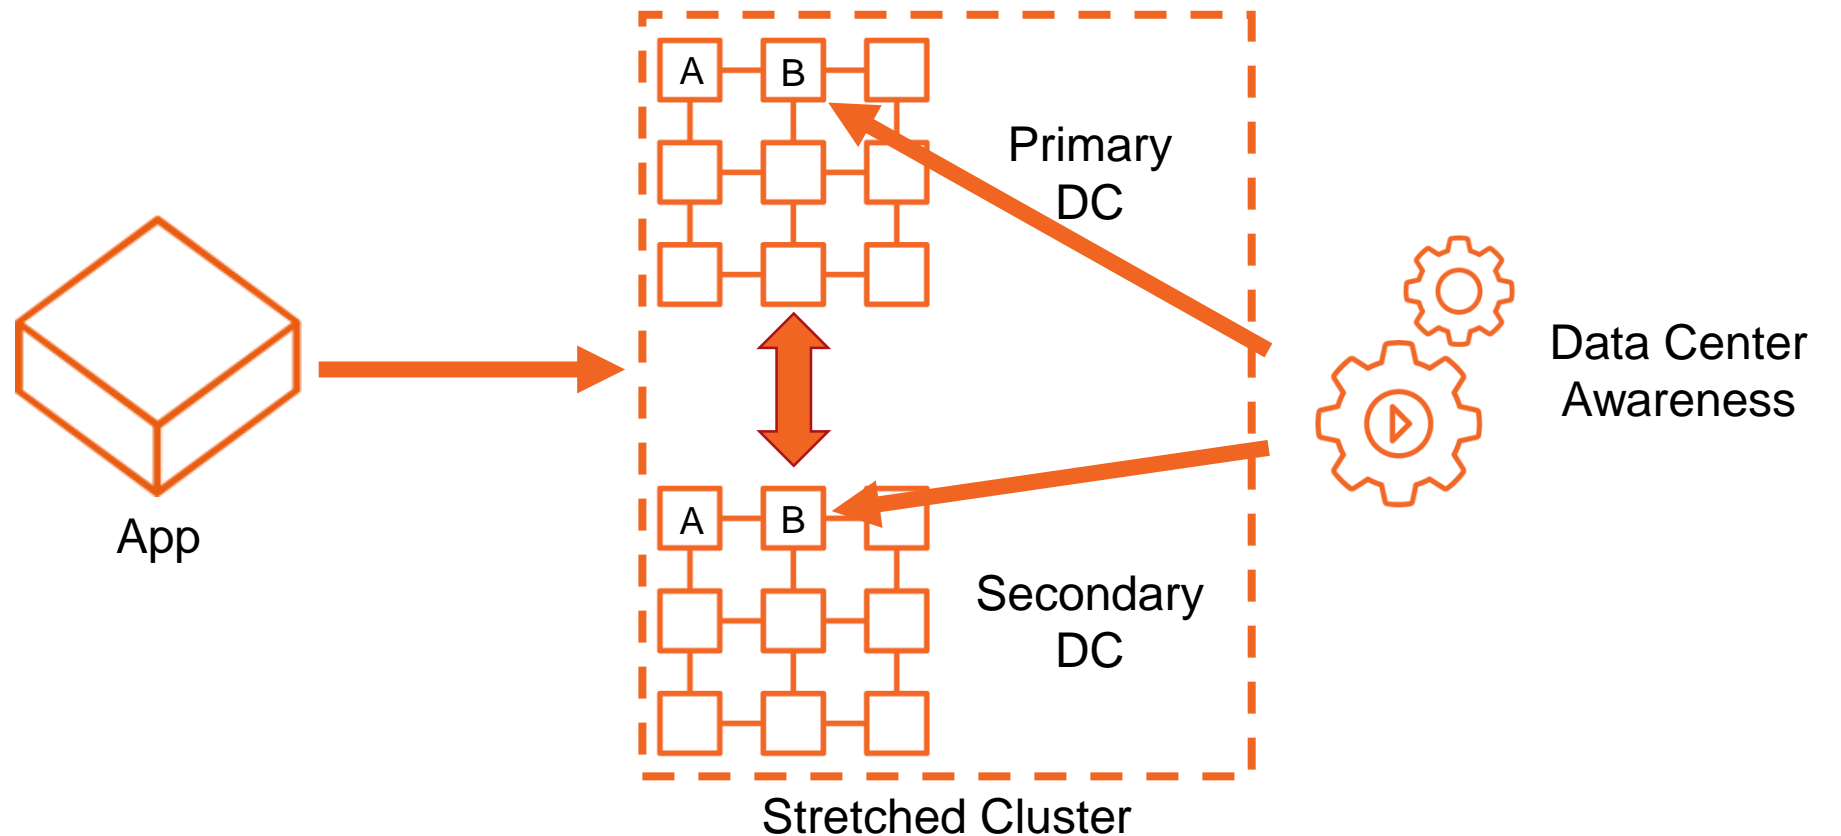 A
B
Primary
DC
App
Data Center
Awareness
A
B
Secondary
DC
Stretched Cluster